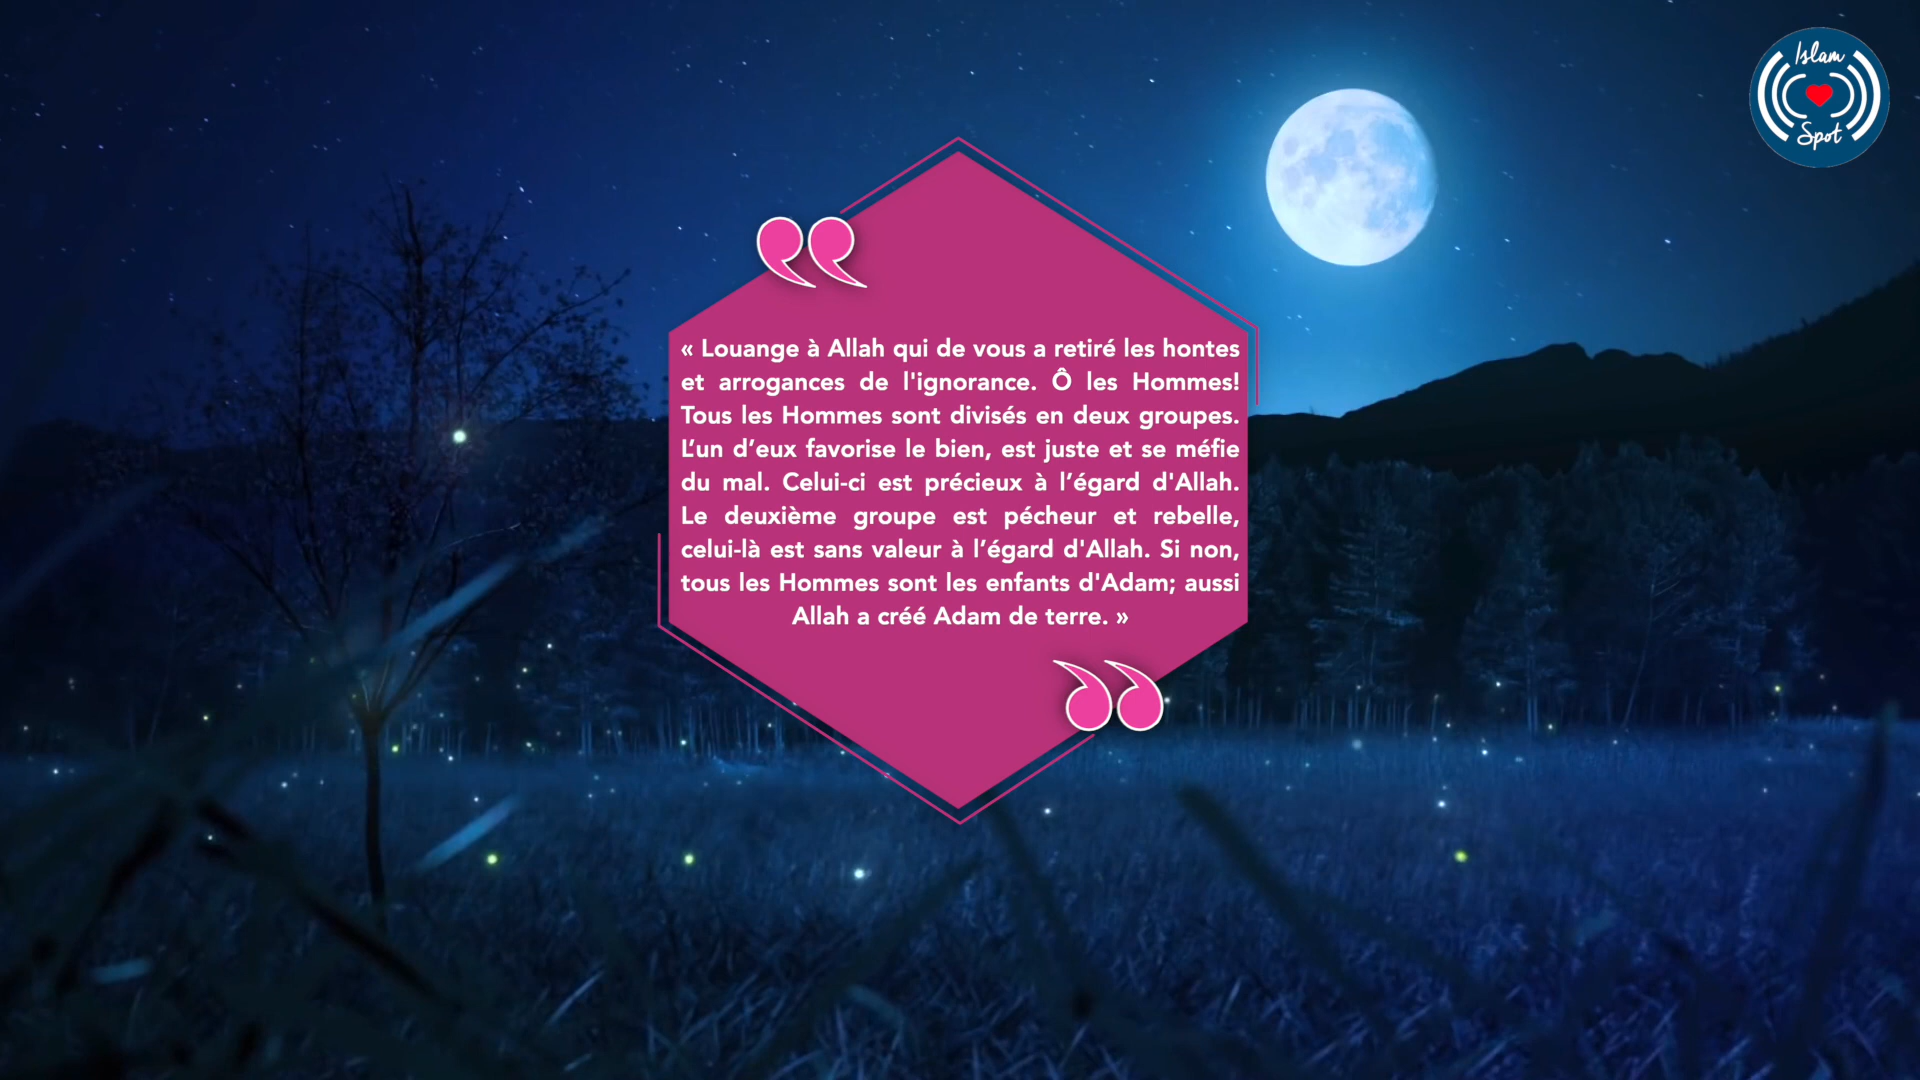 Islam
Spot
« Louange à Allah qui de vous a retiré les hontes
et arrogances de l'ignorance. Ô les Hommes!
Tous les Hommes sont divisés en deux groupes.
L’un d’eux favorise le bien, est juste et se méfie
du mal. Celui-ci est précieux à l’égard d'Allah.
Le deuxième groupe est pécheur et rebelle,
celui-là est sans valeur à l’égard d'Allah. Si non,
tous les Hommes sont les enfants d'Adam; aussi
Allah a créé Adam de terre. »